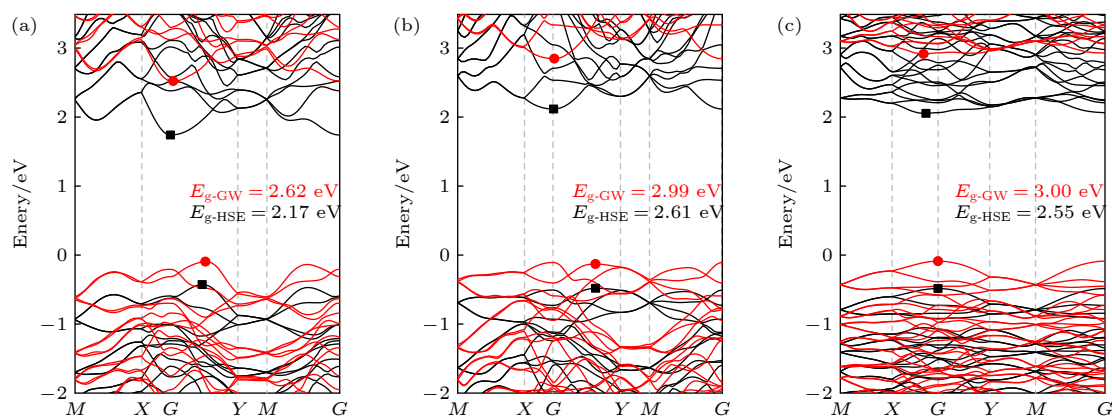 (a) (b) (c)
Enery/eV Enery/eV Enery/eV
3 3 3
2 2 2
1 1 1
E_g-GW = 2.62 eV E_g-GW = 2.99 eV E_g-GW = 3.00 eV
E_g-HSE = 2.17 eV E_g-HSE = 2.61 eV E_g-HSE = 2.55 eV
0 0 0
−1 −1 −1
−2 −2 −2
M X G Y M G M X G Y M G M X G Y M G